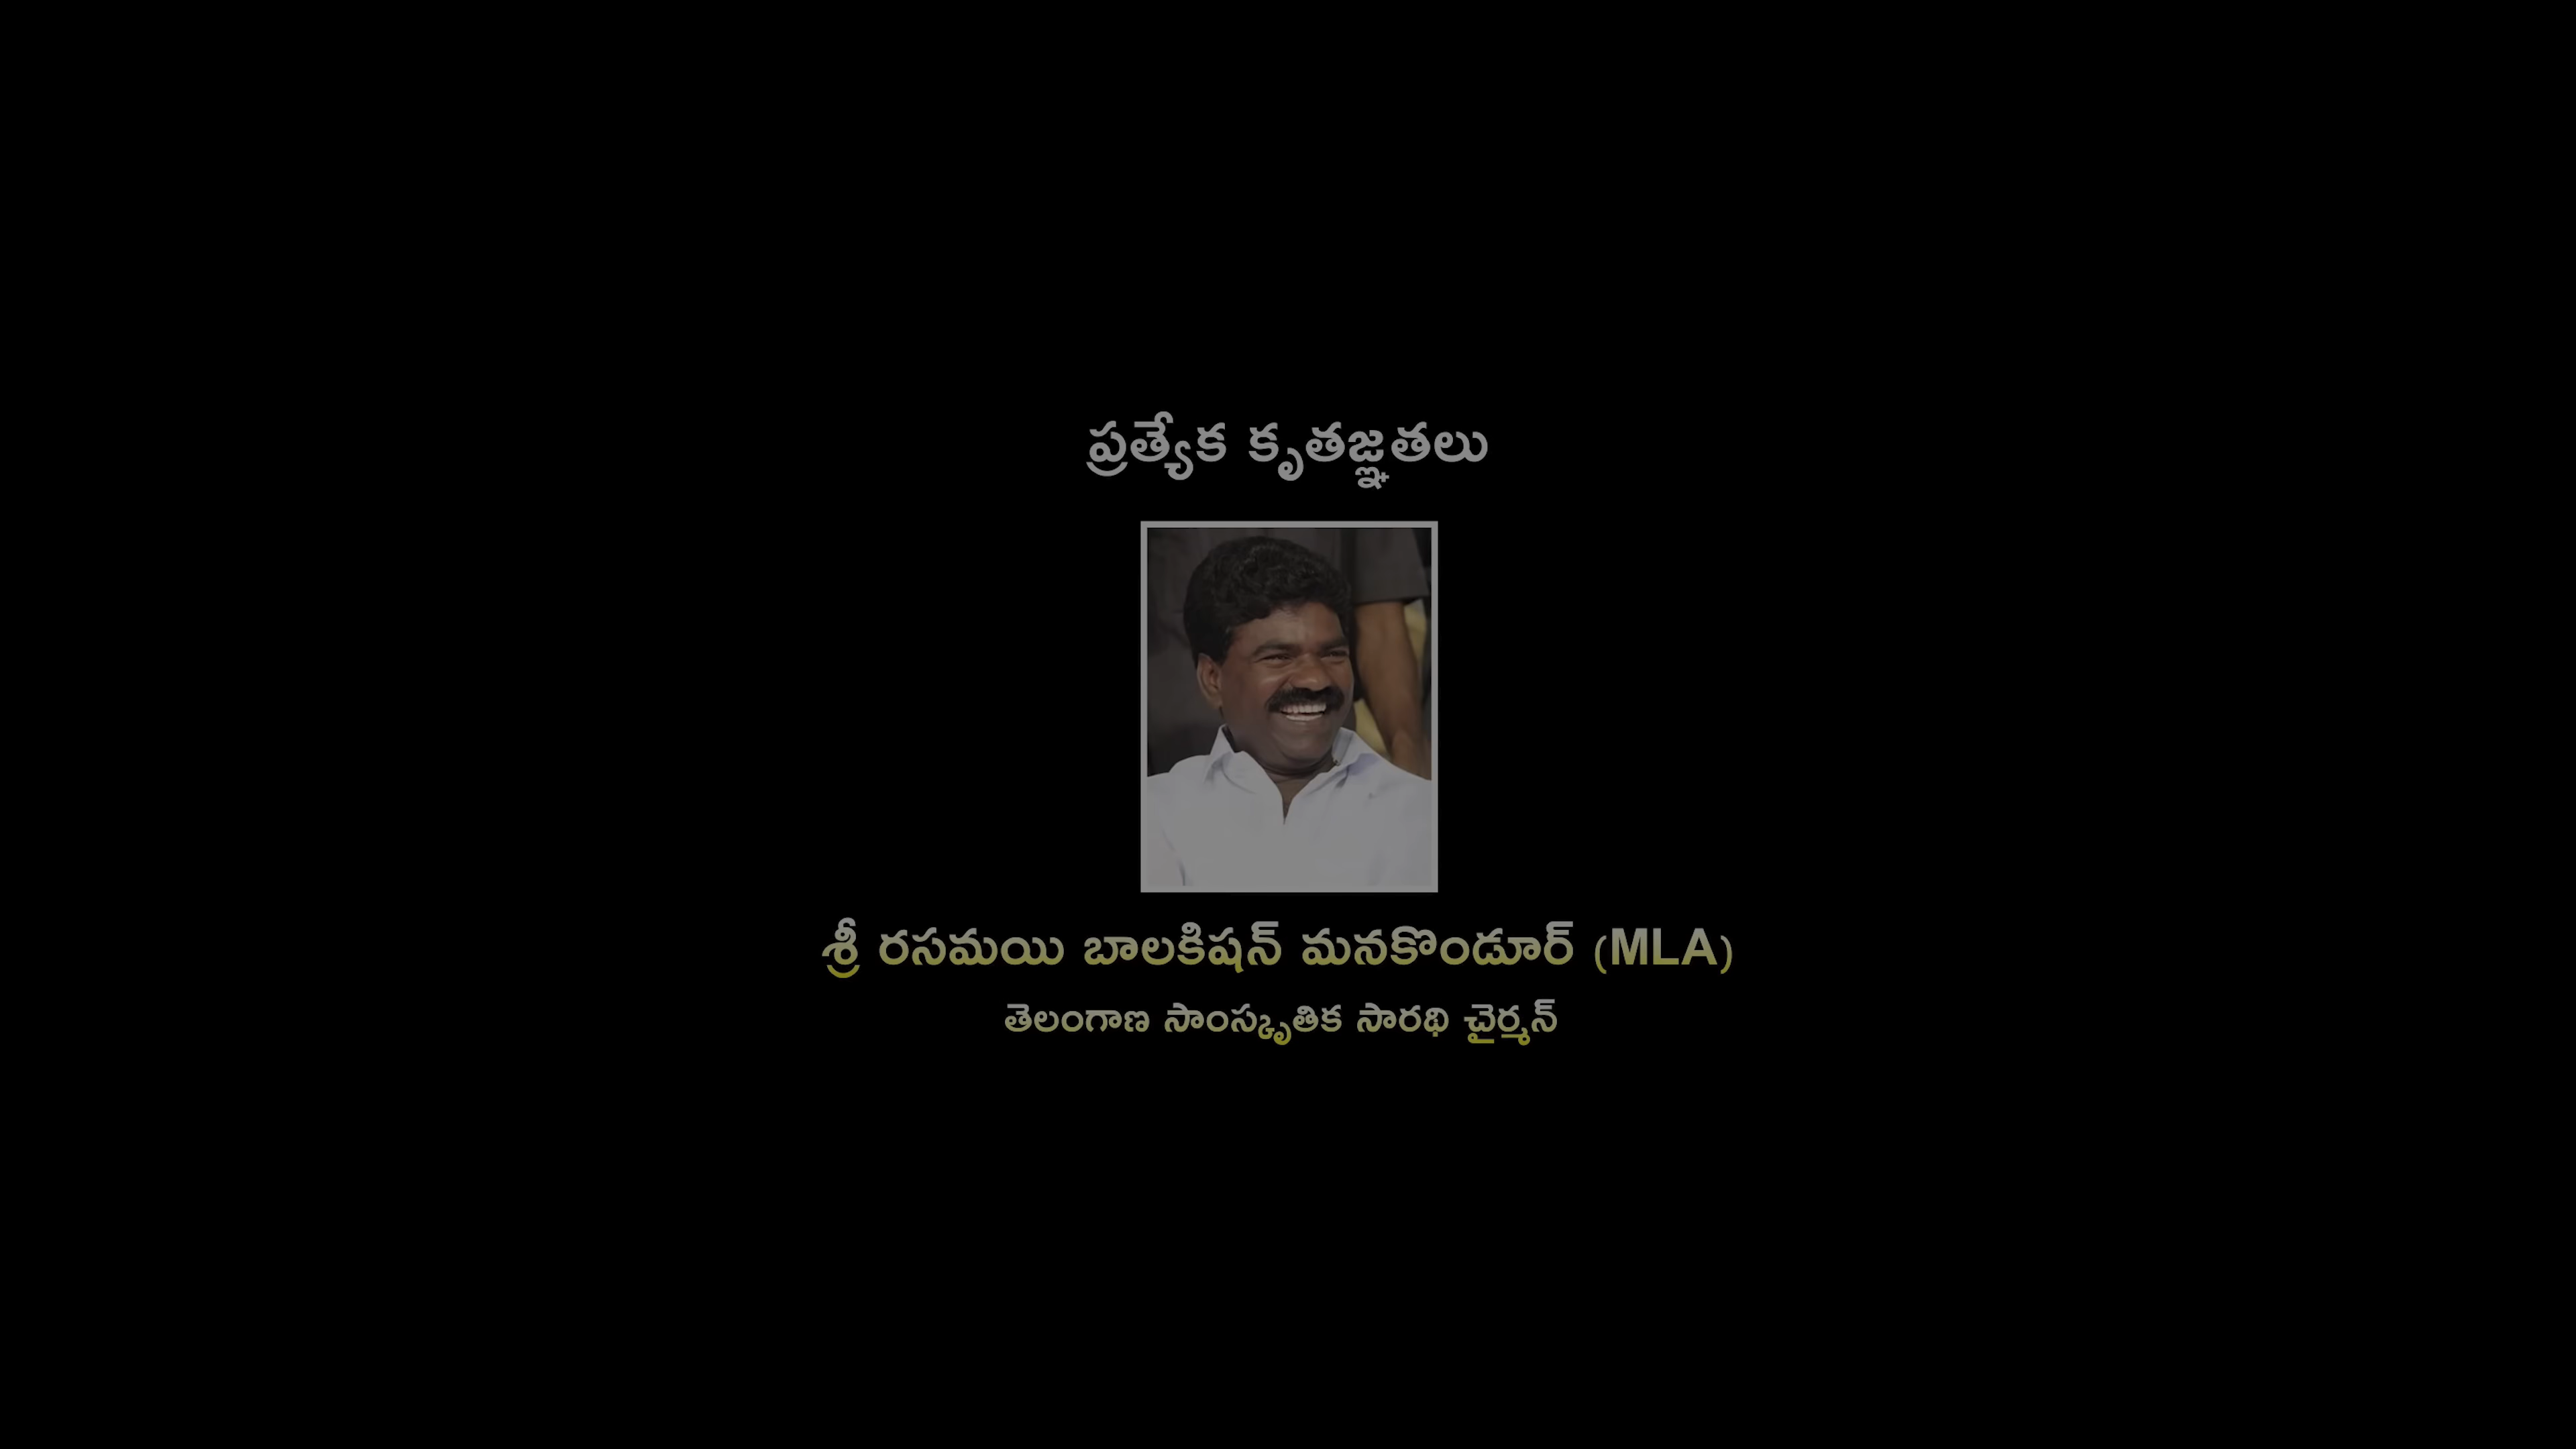 ప్రత్యేక కృతజ్ఞతలు
శ్రీ రసమయి బాలకిషన్ మనకొండూర్ (MLA)
తెలంగాణ సాంస్కృతిక సారథి ఛైర్మన్